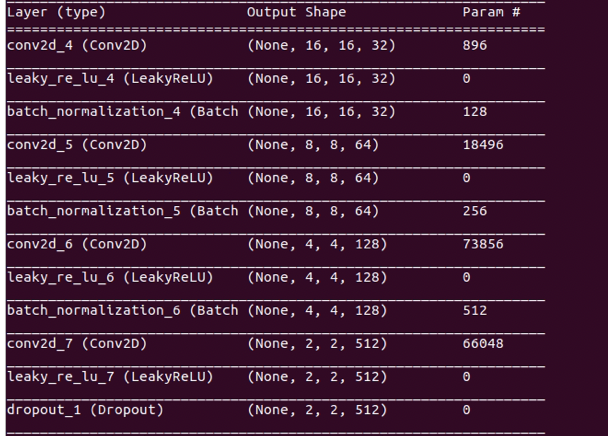 Layer (type) Output Shape Param #
=================================================================
conv2d_4 (Conv2D) (None, 16, 16, 32) 896
_________________________________________________________________
leaky_re_lu_4 (LeakyReLU) (None, 16, 16, 32) 0
_________________________________________________________________
batch_normalization_4 (Batch (None, 16, 16, 32) 128
_________________________________________________________________
conv2d_5 (Conv2D) (None, 8, 8, 64) 18496
_________________________________________________________________
leaky_re_lu_5 (LeakyReLU) (None, 8, 8, 64) 0
_________________________________________________________________
batch_normalization_5 (Batch (None, 8, 8, 64) 256
_________________________________________________________________
conv2d_6 (Conv2D) (None, 4, 4, 128) 73856
_________________________________________________________________
leaky_re_lu_6 (LeakyReLU) (None, 4, 4, 128) 0
_________________________________________________________________
batch_normalization_6 (Batch (None, 4, 4, 128) 512
_________________________________________________________________
conv2d_7 (Conv2D) (None, 2, 2, 512) 66048
_________________________________________________________________
leaky_re_lu_7 (LeakyReLU) (None, 2, 2, 512) 0
_________________________________________________________________
dropout_1 (Dropout) (None, 2, 2, 512) 0
_________________________________________________________________